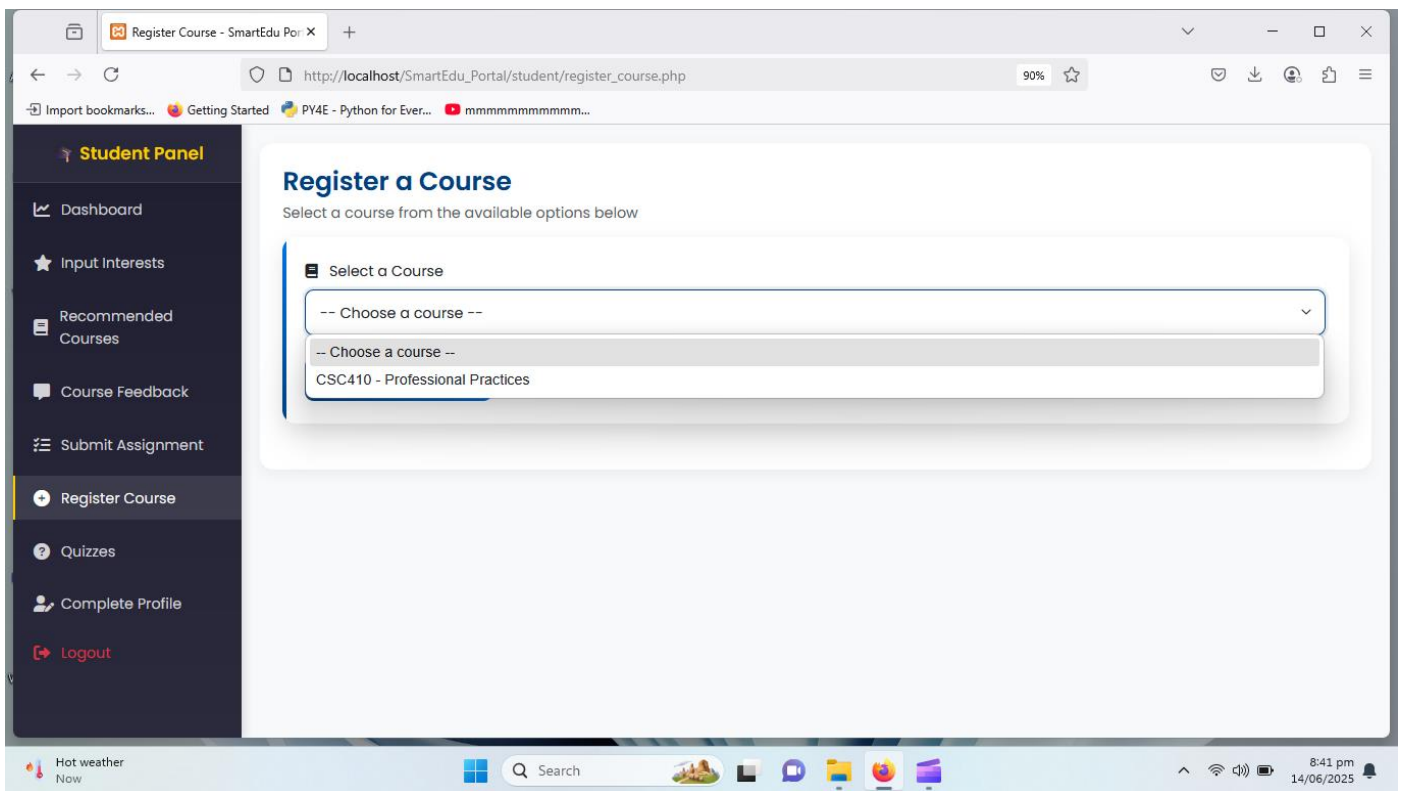 Register Course - SmartEdu Por
http://localhost/SmartEdu_Portal/student/register_course.php
90%
Import bookmarks...
Getting Started
PY4E - Python for Ever...
mmmmmmmmmmm...
Student Panel
Dashboard
Input Interests
Recommended
Courses
Course Feedback
Submit Assignment
Register Course
Quizzes
Complete Profile
Logout
Register a Course
Select a course from the available options below
Select a Course
-- Choose a course --
-- Choose a course --
CSC410 - Professional Practices
Hot weather
Now
Search
8:41 pm
14/06/2025